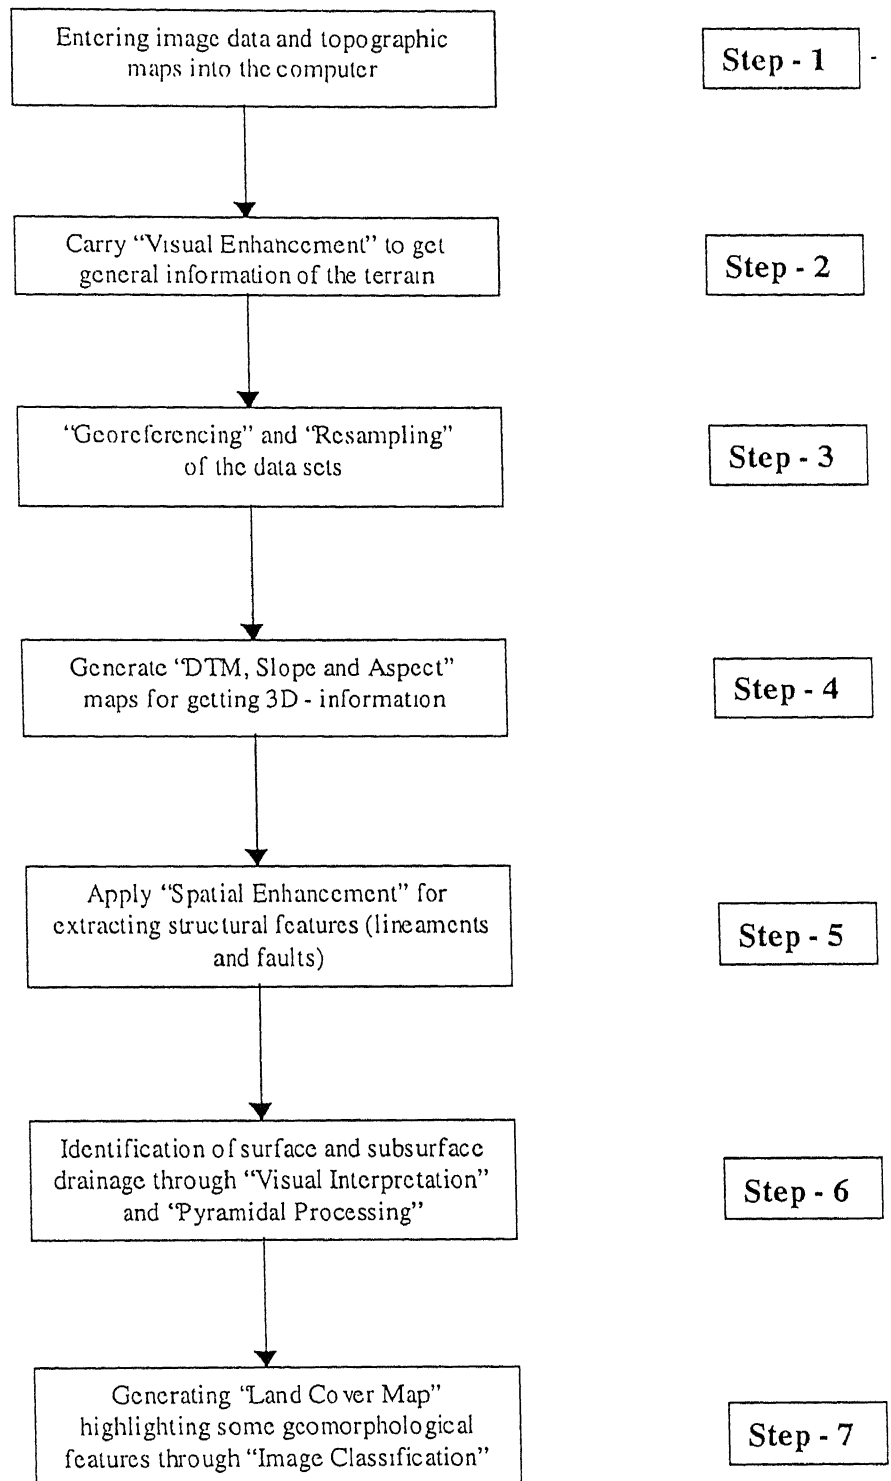 Entering image data and topographic
maps into the computer
Step - 1
Carry “Visual Enhancement” to get
general information of the terrain
Step - 2
“Georeferencing” and “Resampling”
of the data sets
Step - 3
Generate “DTM, Slope and Aspect”
maps for getting 3D - information
Step - 4
Apply “Spatial Enhancement” for
extracting structural features (lineaments
and faults)
Step - 5
Identification of surface and subsurface
drainage through “Visual Interpretation”
and “Pyramidal Processing”
Step - 6
Generating “Land Cover Map”
highlighting some geomorphological
features through “Image Classification”
Step - 7